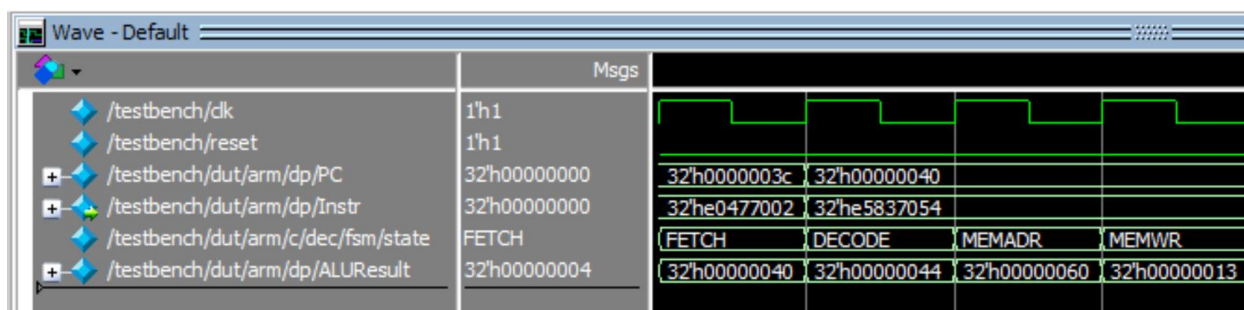 Wave - Default
Msgs
/testbench/clk 1'h1
/testbench/reset 1'h1
/testbench/dut/arm/dp/PC 32'h00000000 32'h0000003c 32'h00000040
/testbench/dut/arm/dp/Instr 32'h00000000 32'he0477002 32'he5837054
/testbench/dut/arm/c/dec/fsm/state FETCH FETCH DECODE MEMADR MEMWR
/testbench/dut/arm/dp/ALUResult 32'h00000004 32'h00000040 32'h00000044 32'h00000060 32'h00000013